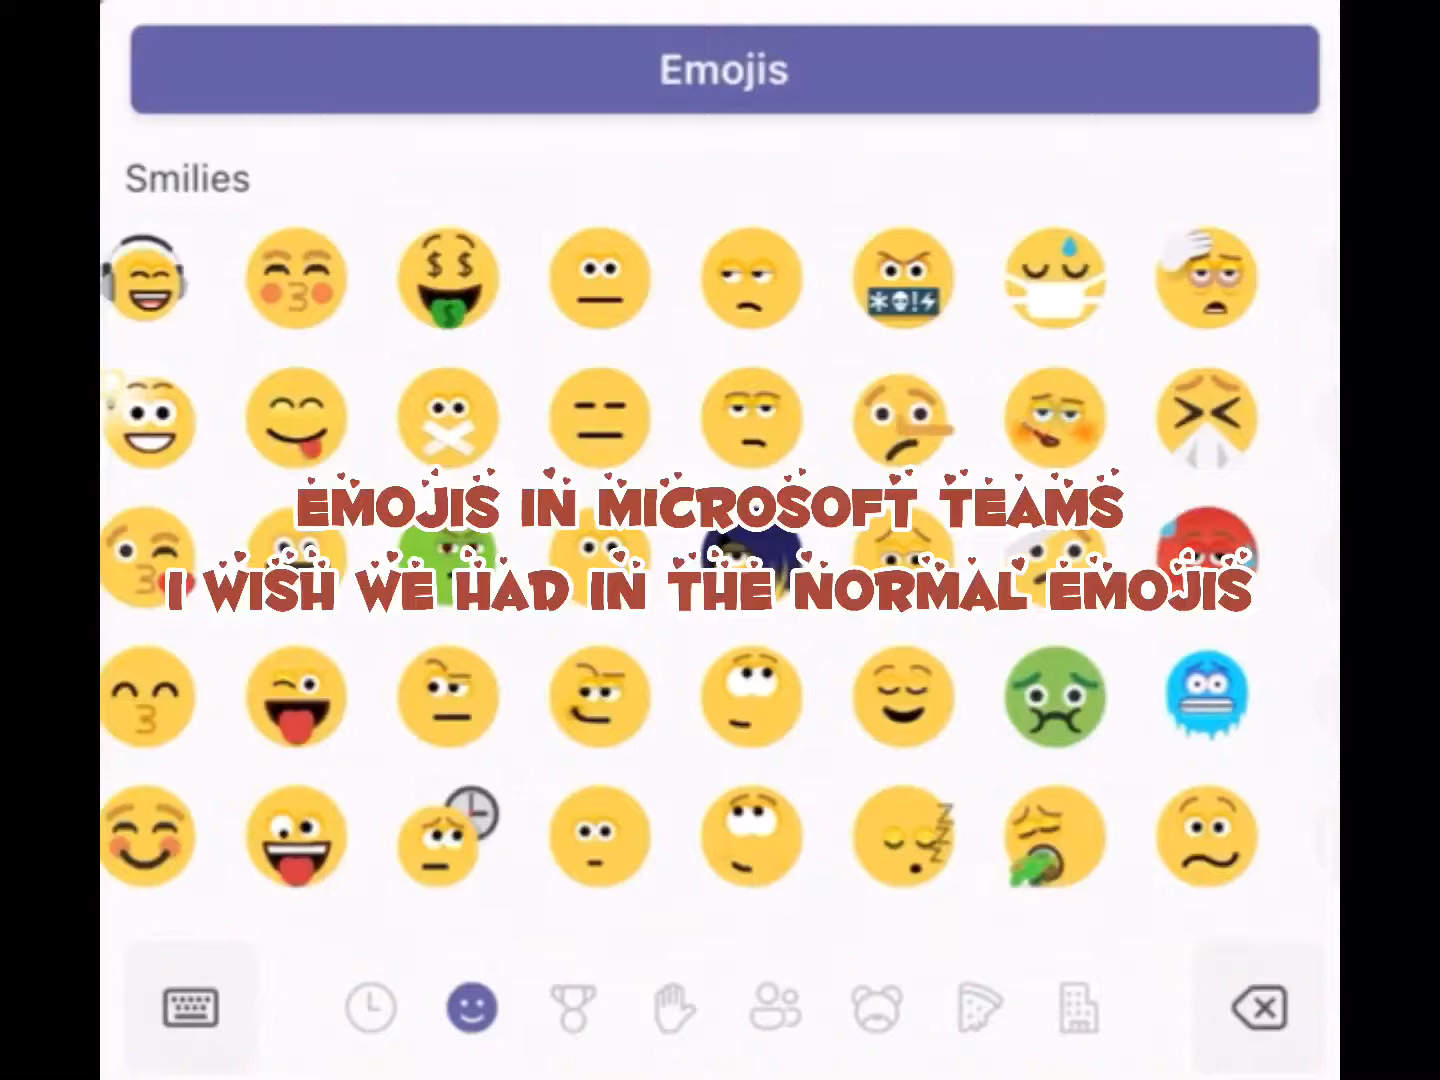 Emojis
Smilies
EMOJIS IN MICROSOFT TEAMS
I WISH WE HAD IN THE NORMAL EMOJIS